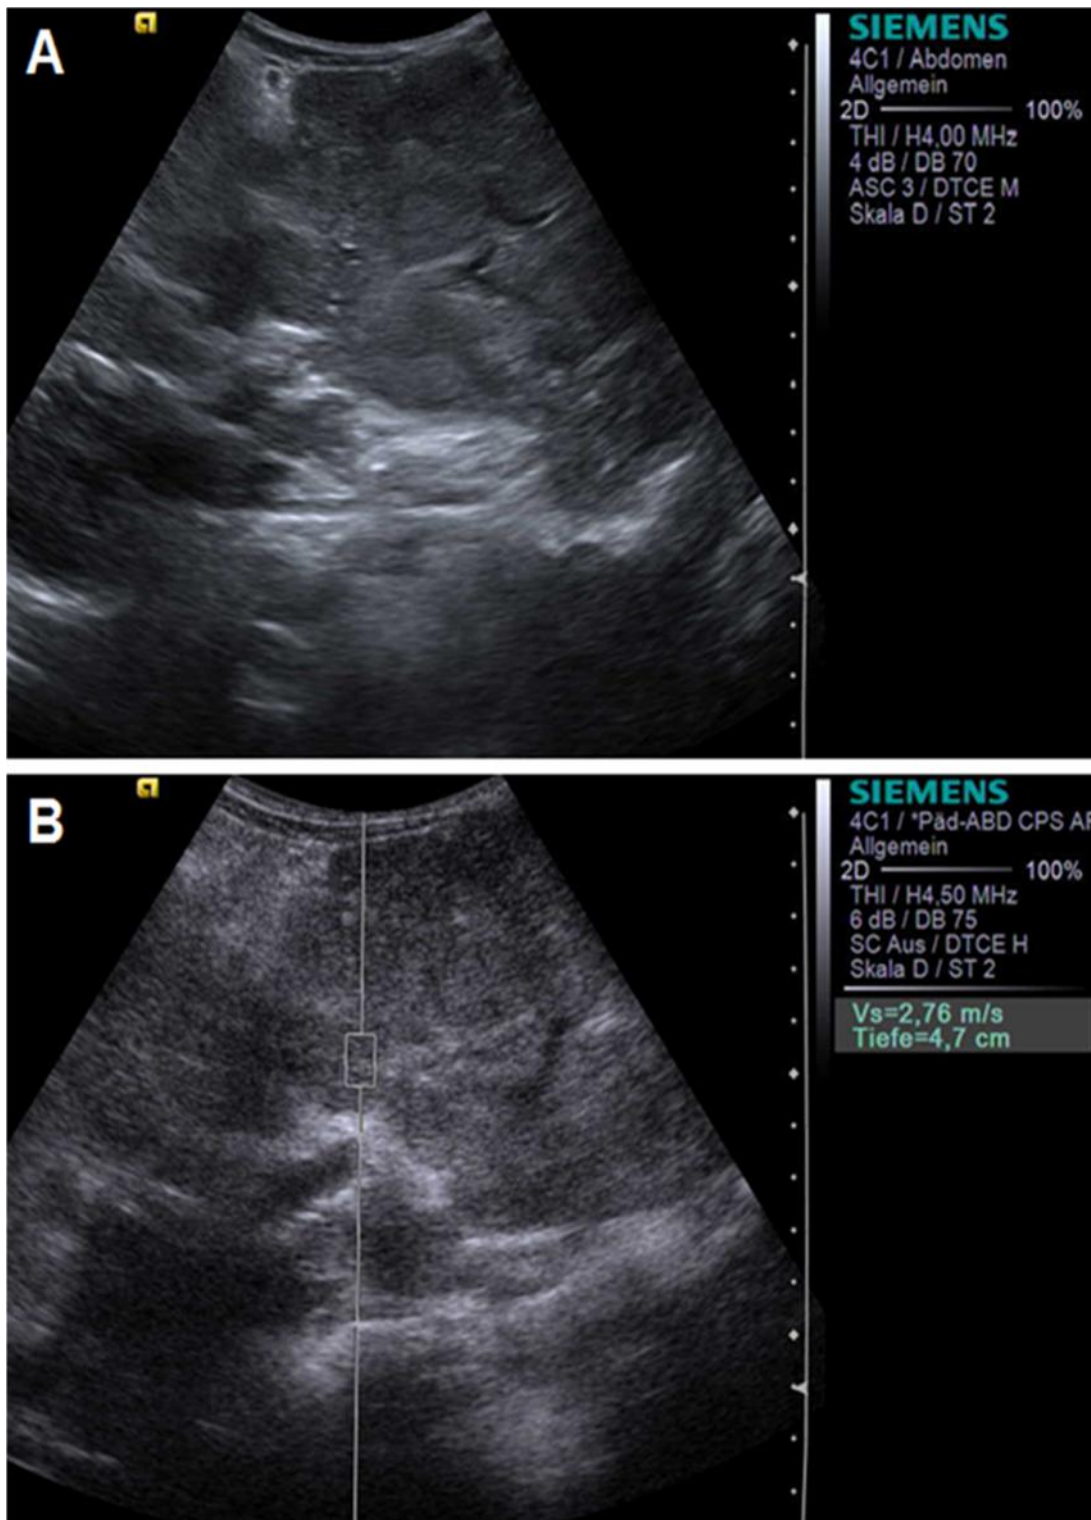 A
SIEMENS
4C1 / Abdomen
Allgemein
2D 100%
THI / H4,00 MHz
4 dB / DB 70
ASC 3 / DTCE M
Skala D / ST 2
B
SIEMENS
4C1 / *Päd-ABD CPS AF
Allgemein
2D 100%
THI / H4,50 MHz
6 dB / DB 75
SC Aus / DTCE H
Skala D / ST 2
Vs=2,76 m/s
Tiefe=4,7 cm